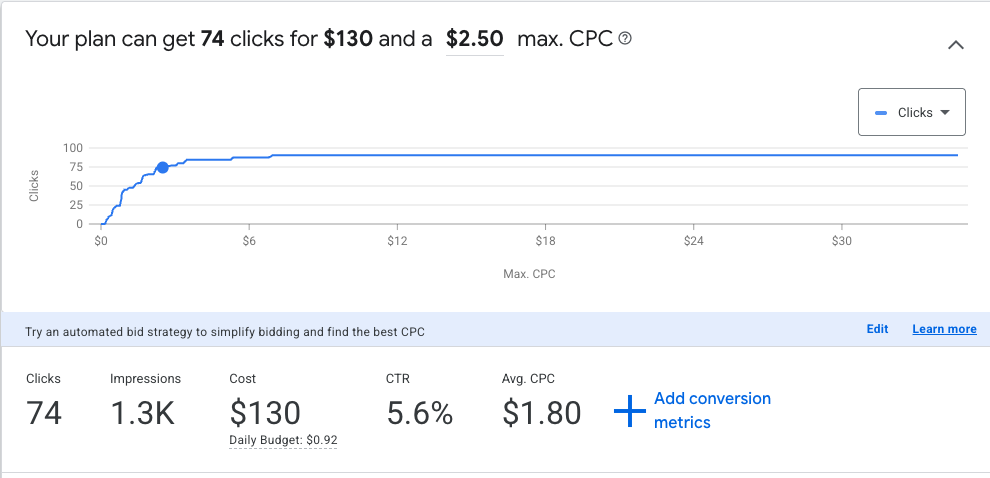 Your plan can get 74 clicks for $130 and a $2.50 max. CPC
Clicks
100
75
50
25
0
Clicks
$0 $6 $12 $18 $24 $30
Max. CPC
Try an automated bid strategy to simplify bidding and find the best CPC Edit Learn more
Clicks Impressions Cost CTR Avg. CPC
74 1.3K $130 5.6% $1.80
Daily Budget: $0.92
Add conversion
metrics